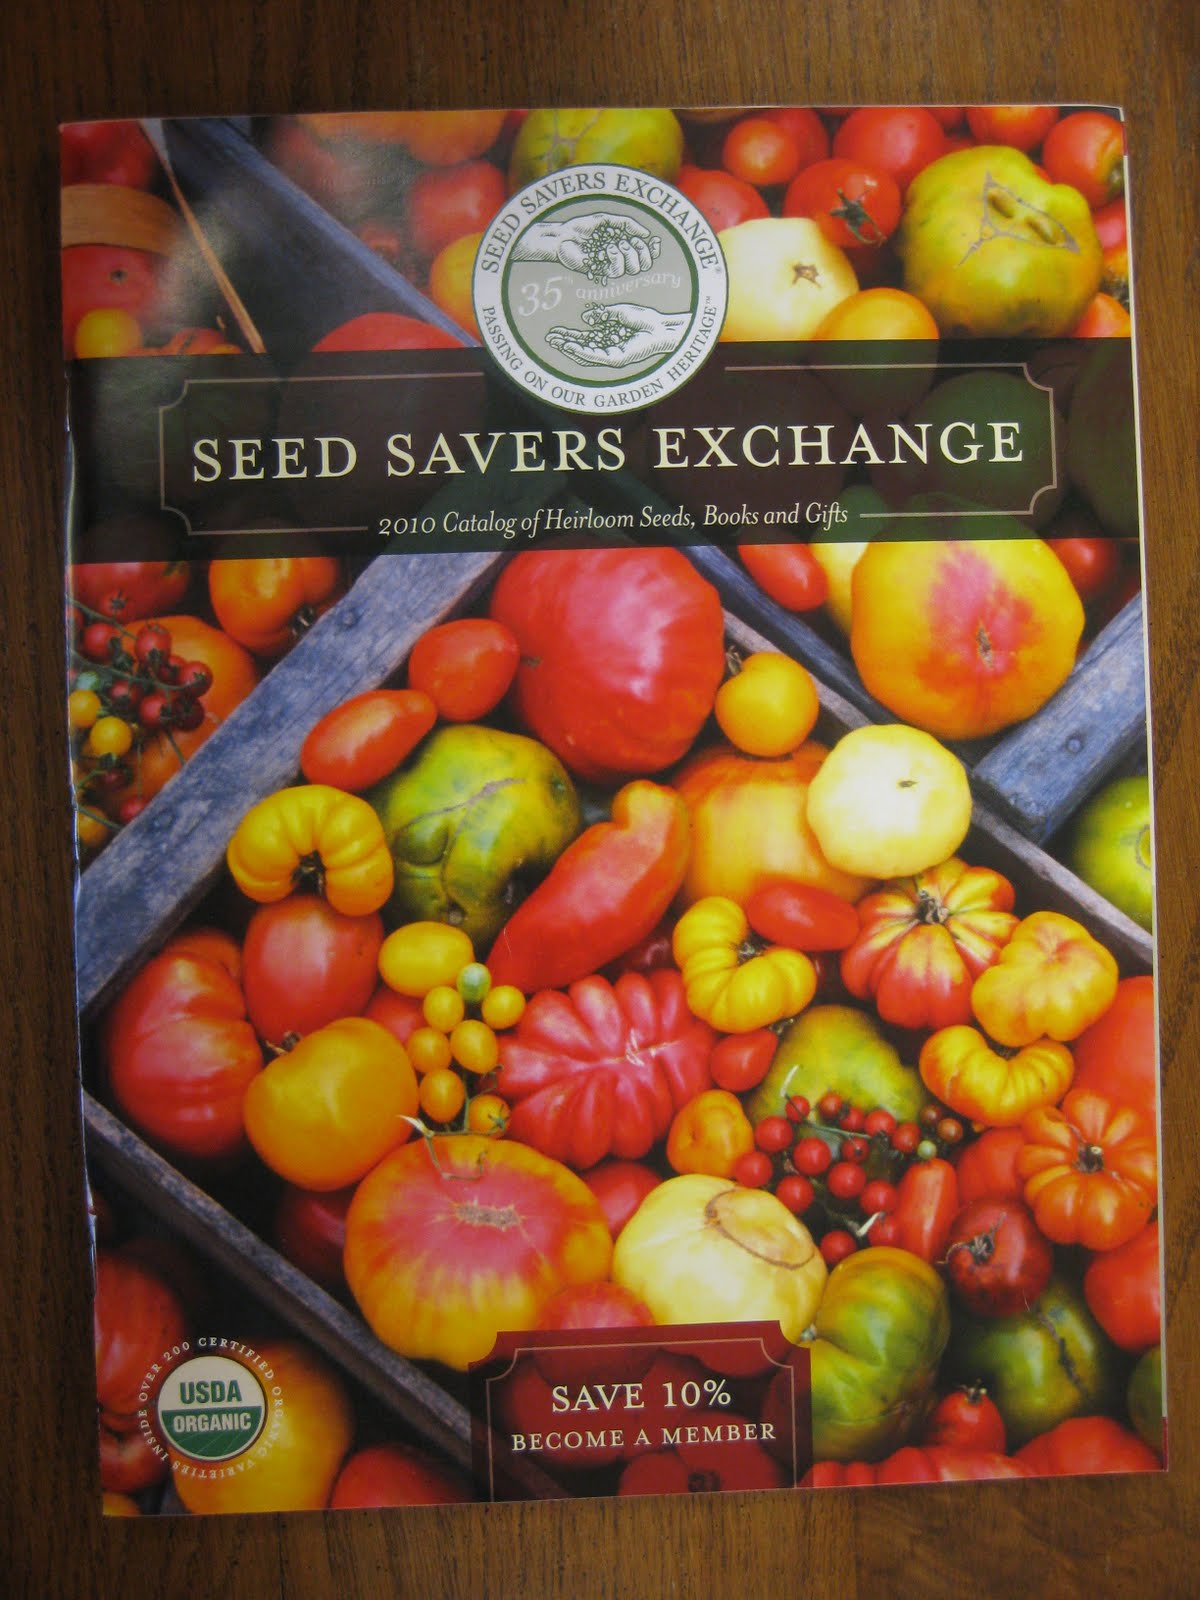 SEED SAVERS EXCHANGE®
35th anniversary
PASSING ON OUR GARDEN HERITAGE™
SEED SAVERS EXCHANGE
2010 Catalog of Heirloom Seeds, Books and Gifts
INSIDE OVER 200 CERTIFIED ORGANIC VARIETIES
USDA
ORGANIC
SAVE 10%
BECOME A MEMBER